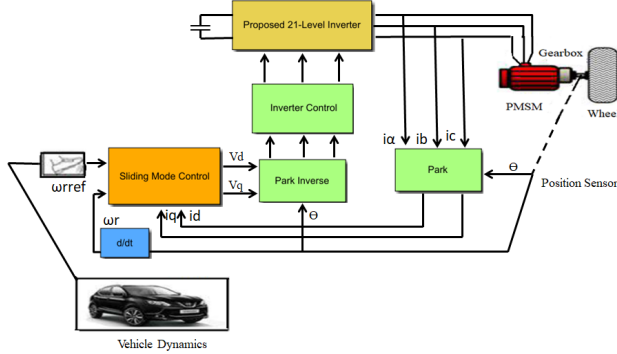 Proposed 21-Level Inverter
Gearbox
PMSM
Wheel
Inverter Control
iα
ib
ic
Vd
Vq
Sliding Mode Control
Park Inverse
Park
ϴ
Position Sensor
ωrref
iq
id
ϴ
ωr
d/dt
Vehicle Dynamics